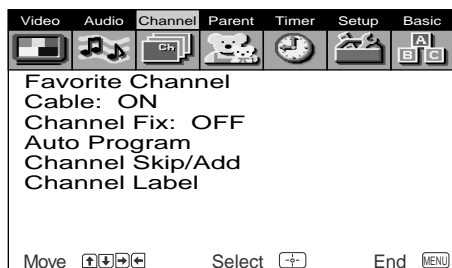 Video Audio Channel Parent Timer Setup Basic
Ch A B C
Favorite Channel
Cable: ON
Channel Fix: OFF
Auto Program
Channel Skip/Add
Channel Label
Move Select End MENU